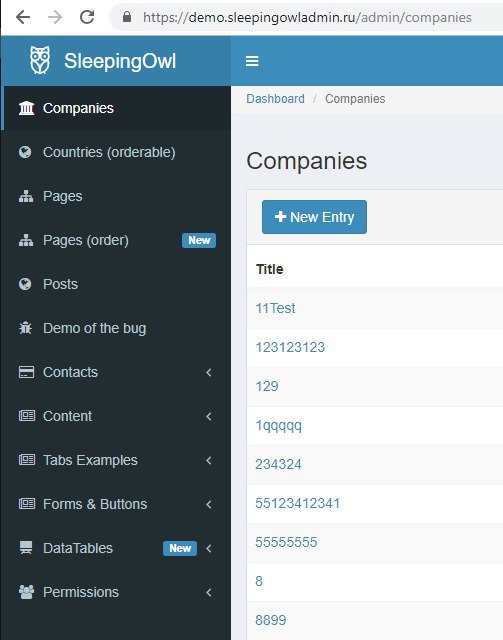 https://demo.sleepingowladmin.ru/admin/companies
SleepingOwl
Companies
Countries (orderable)
Pages
Pages (order) New
Posts
Demo of the bug
Contacts
Content
Tabs Examples
Forms & Buttons
DataTables New
Permissions
Dashboard / Companies
Companies
New Entry
Title
11Test
123123123
129
1qqqqq
234324
55123412341
55555555
8
8899